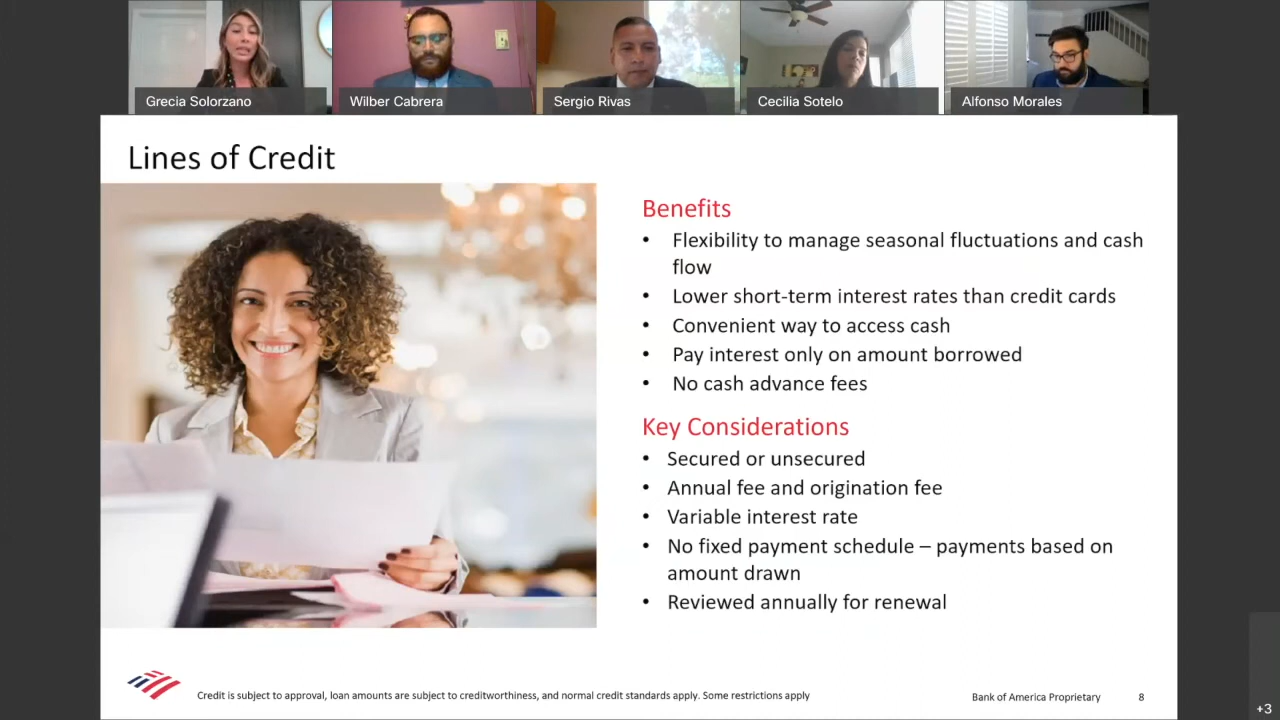 Grecia Solorzano
Wilber Cabrera
Sergio Rivas
Cecilia Sotelo
Alfonso Morales
Lines of Credit
Benefits
• Flexibility to manage seasonal fluctuations and cash
flow
• Lower short-term interest rates than credit cards
• Convenient way to access cash
• Pay interest only on amount borrowed
• No cash advance fees
Key Considerations
• Secured or unsecured
• Annual fee and origination fee
• Variable interest rate
• No fixed payment schedule – payments based on
amount drawn
• Reviewed annually for renewal
Credit is subject to approval, loan amounts are subject to creditworthiness, and normal credit standards apply. Some restrictions apply
Bank of America Proprietary
8
+3